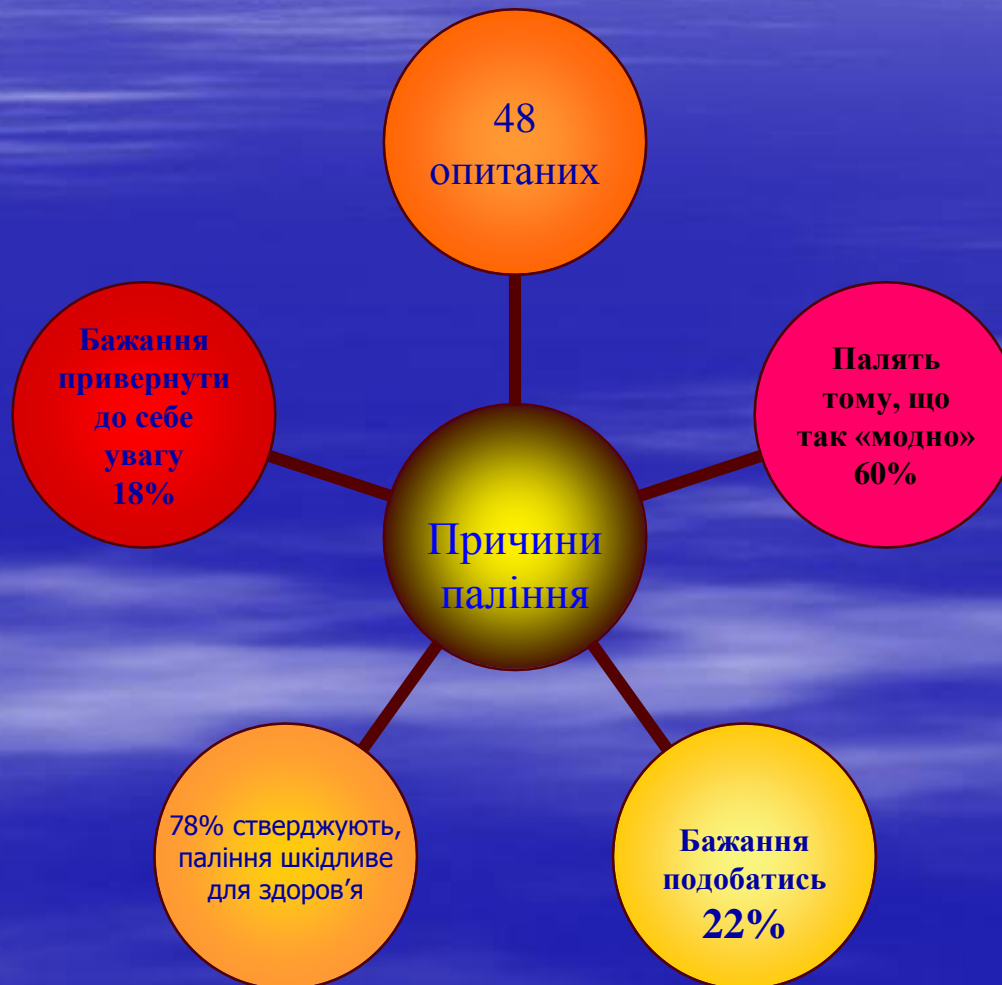 48
опитаних
Бажання
привернути
до себе
увагу
18%
Палять
тому, що
так «модно»
60%
Причини
паління
78% стверджують,
паління шкідливе
для здоров’я
Бажання
подобатись
22%